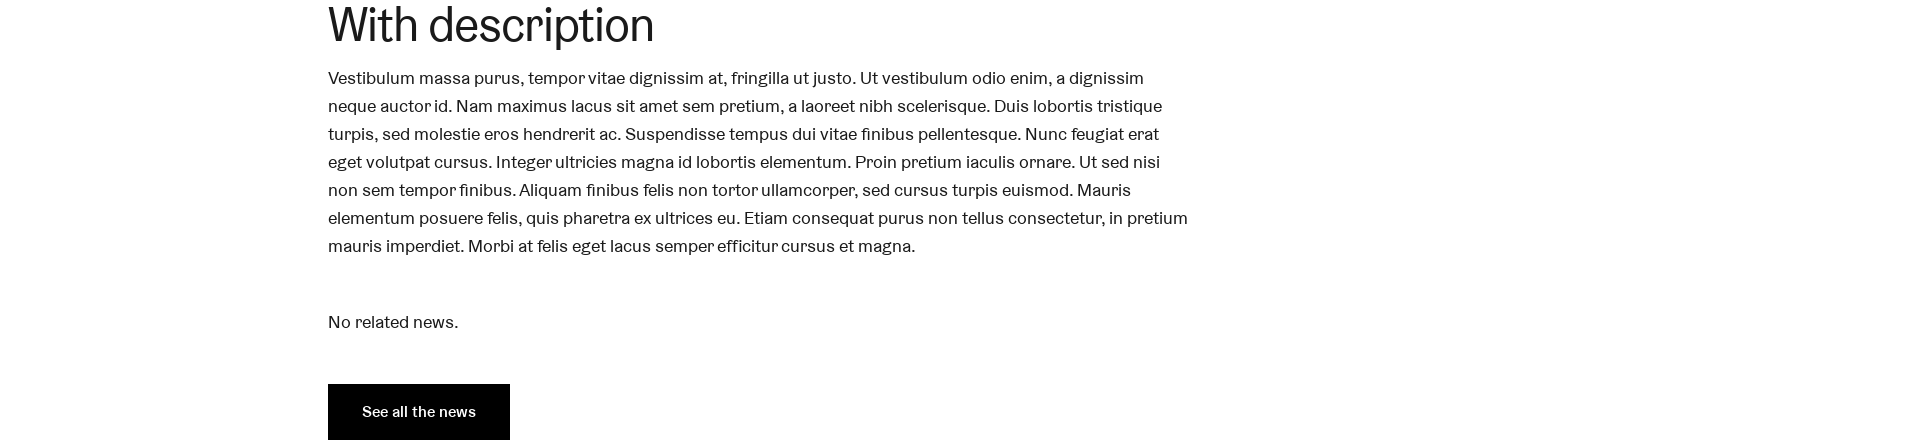 With description
Vestibulum massa purus, tempor vitae dignissim at, fringilla ut justo. Ut vestibulum odio enim, a dignissim
neque auctor id. Nam maximus lacus sit amet sem pretium, a laoreet nibh scelerisque. Duis lobortis tristique
turpis, sed molestie eros hendrerit ac. Suspendisse tempus dui vitae finibus pellentesque. Nunc feugiat erat
eget volutpat cursus. Integer ultricies magna id lobortis elementum. Proin pretium iaculis ornare. Ut sed nisi
non sem tempor finibus. Aliquam finibus felis non tortor ullamcorper, sed cursus turpis euismod. Mauris
elementum posuere felis, quis pharetra ex ultrices eu. Etiam consequat purus non tellus consectetur, in pretium
mauris imperdiet. Morbi at felis eget lacus semper efficitur cursus et magna.
No related news.
See all the news